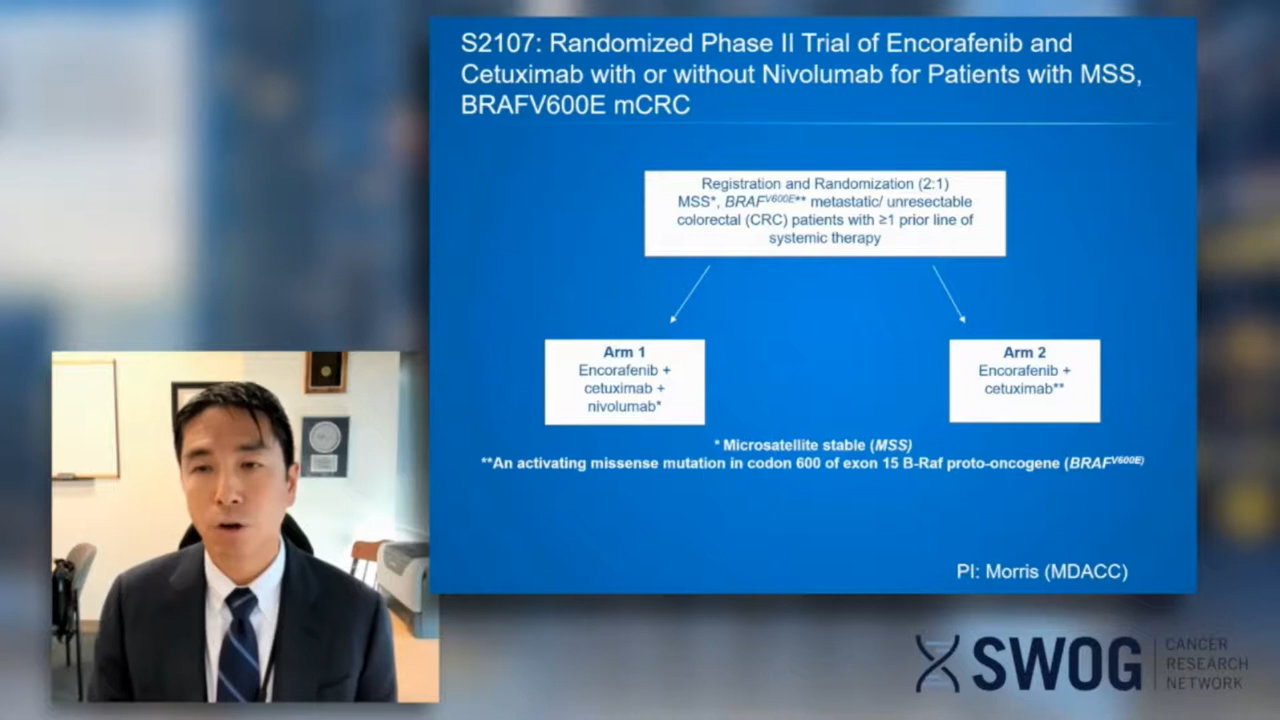 S2107: Randomized Phase II Trial of Encorafenib and
Cetuximab with or without Nivolumab for Patients with MSS,
BRAFV600E mCRC
Registration and Randomization (2:1)
MSS*, BRAFV600E** metastatic/ unresectable
colorectal (CRC) patients with ≥1 prior line of
systemic therapy
Arm 1
Encorafenib +
cetuximab +
nivolumab*
Arm 2
Encorafenib +
cetuximab**
* Microsatellite stable (MSS)
**An activating missense mutation in codon 600 of exon 15 B-Raf proto-oncogene (BRAFV600E)
PI: Morris (MDACC)
SWOG
CANCER
RESEARCH
NETWORK